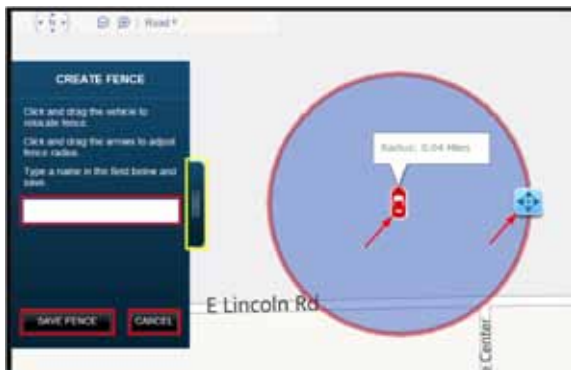 N Road
CREATE FENCE
Click and drag the vehicle to
relocate fence.
Click and drag the arrows to adjust
fence radius.
Type a name in the field below and
save.
SAVE FENCE CANCEL
Radius: 0.04 Miles
E Lincoln Rd
Center